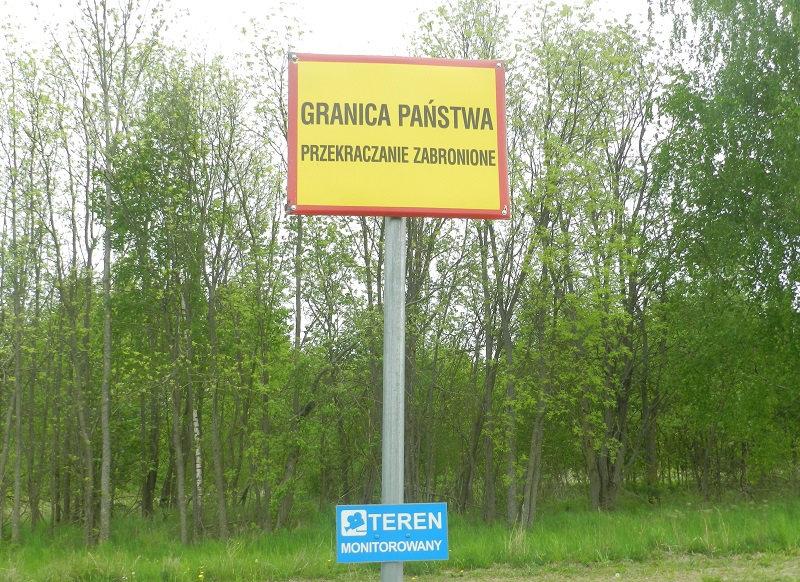 GRANICA PAŃSTWA
PRZEKRACZANIE ZABRONIONE
TEREN
MONITOROWANY